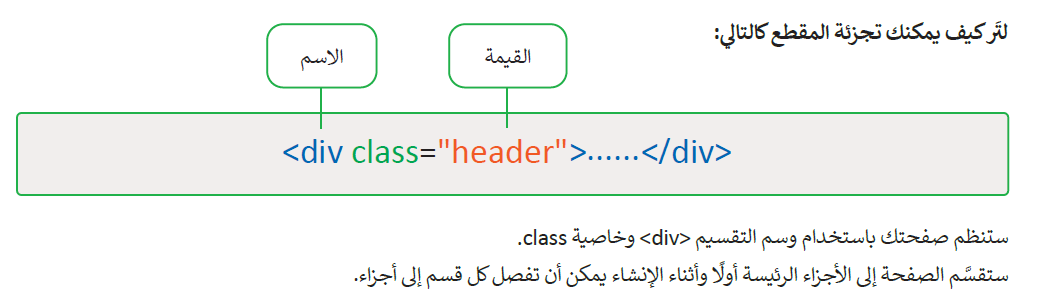 لنَر كيف يمكنك تجزئة المقطع كالتالي:
الاسم
القيمة
<div class="header">......</div>
ستنظم صفحتك باستخدام وسم التقسيم <div> وخاصية class.
ستقسَّم الصفحة إلى الأجزاء الرئيسة أولًا وأثناء الإنشاء يمكن أن تفصل كل قسم إلى أجزاء.